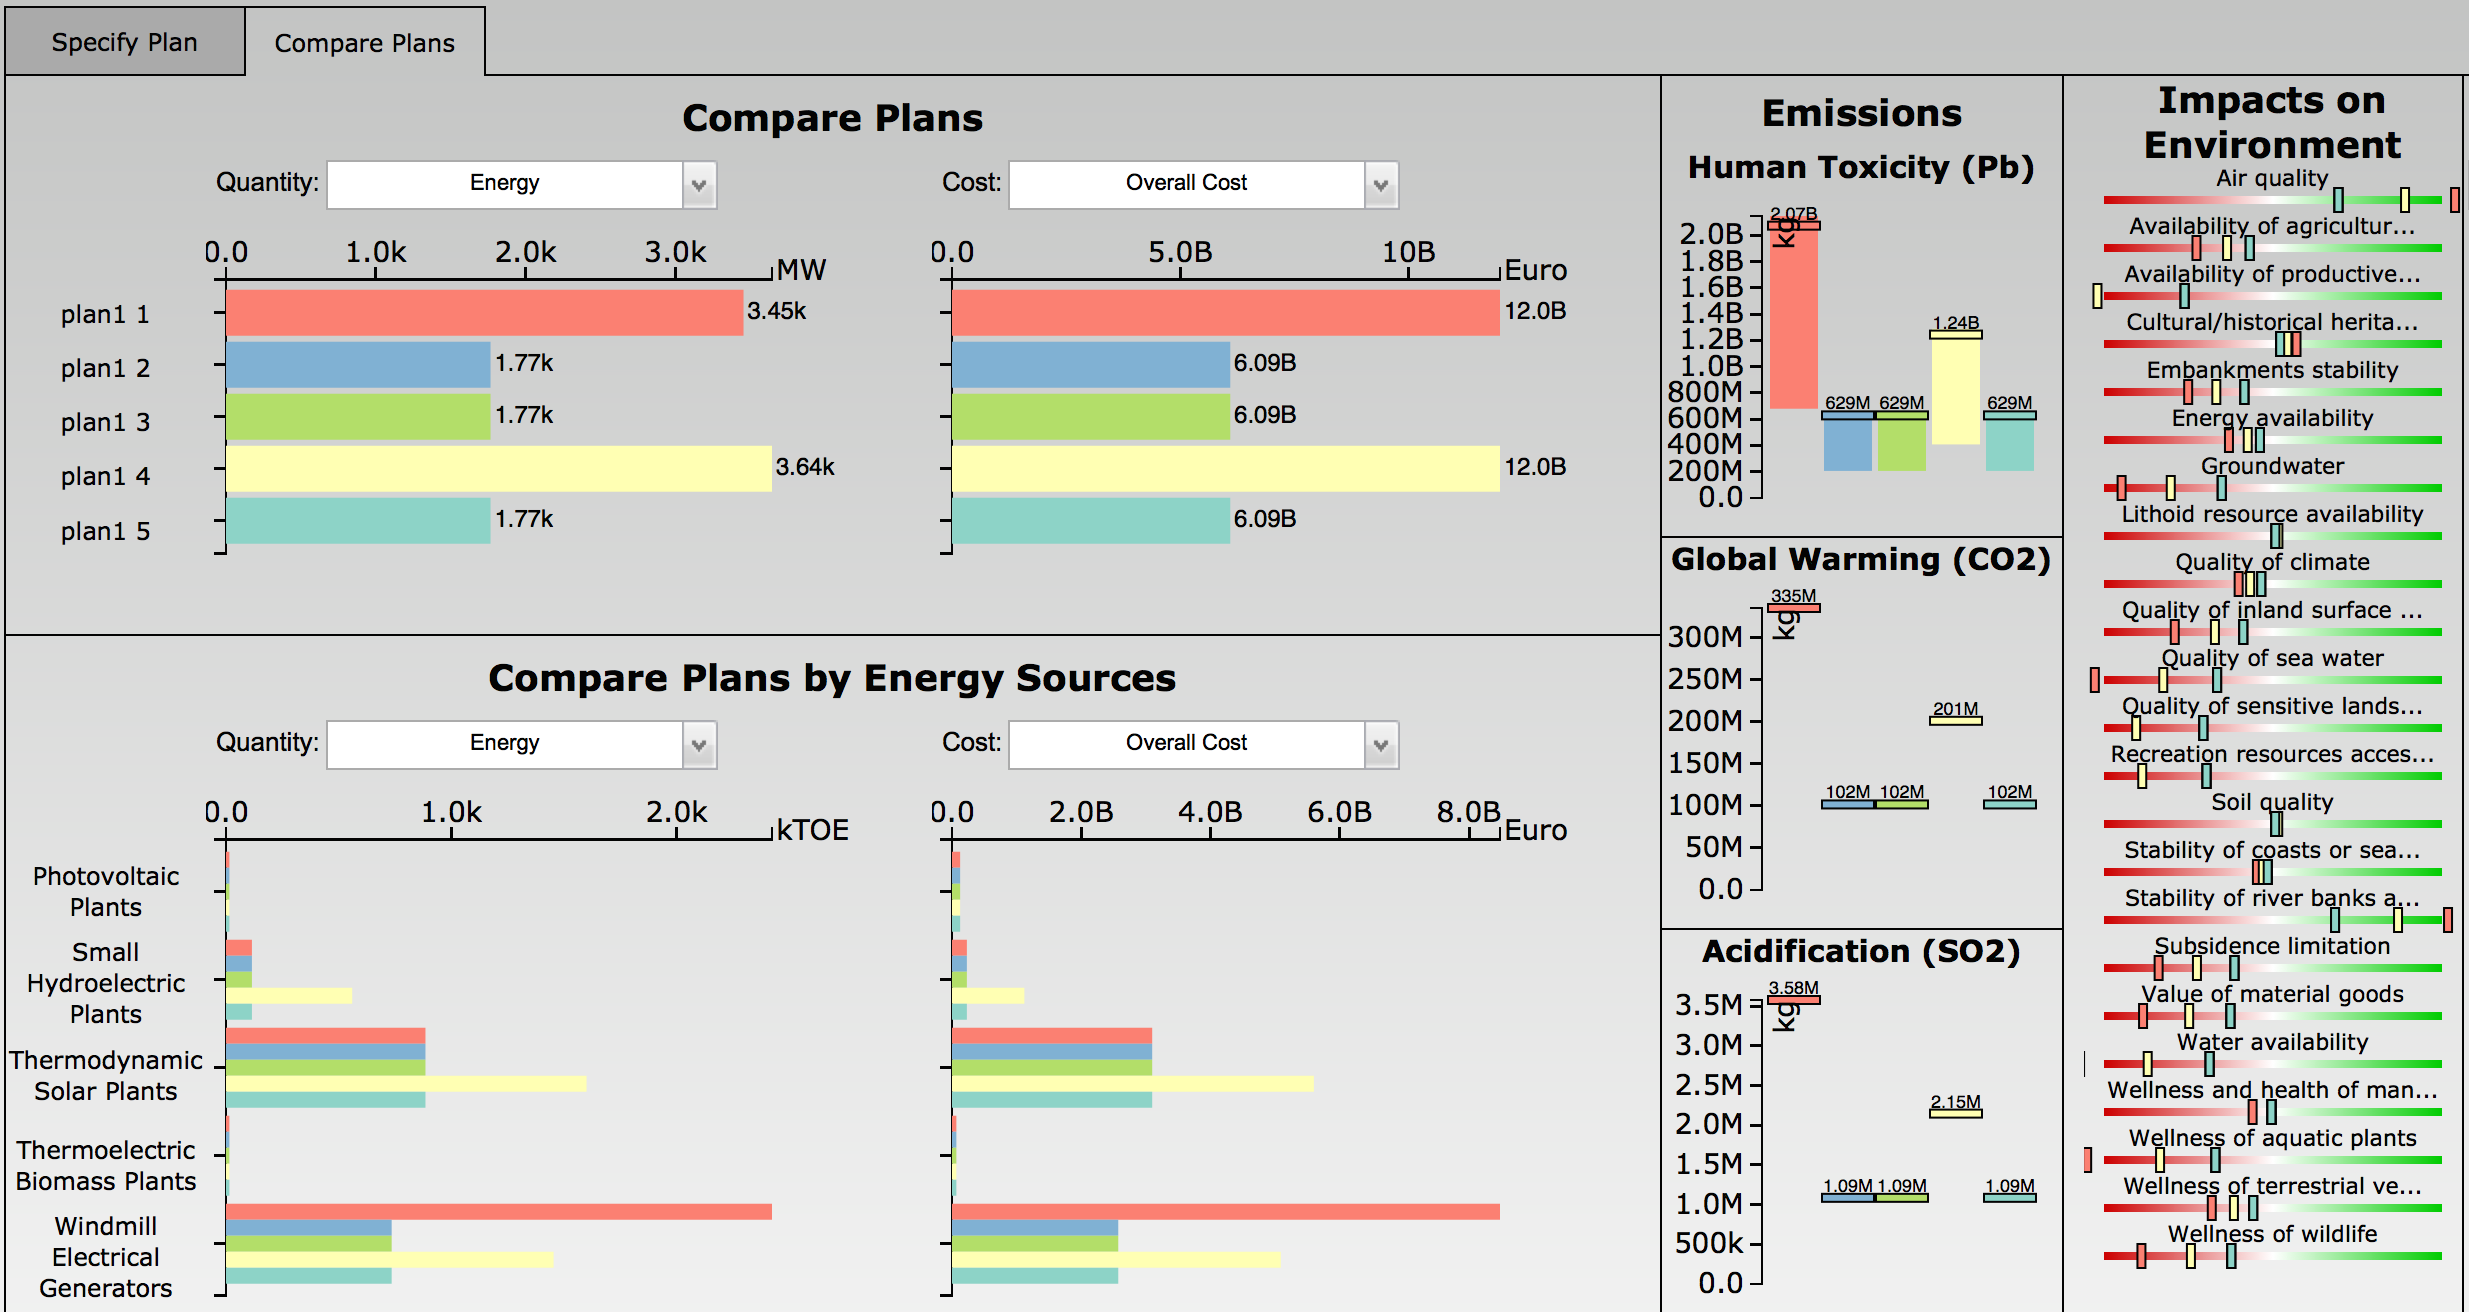 Specify Plan
Compare Plans
Compare Plans
Quantity: Energy
Cost: Overall Cost
0.0 1.0k 2.0k 3.0k MW
0.0 5.0B 10B Euro
plan1 1 3.45k 12.0B
plan1 2 1.77k 6.09B
plan1 3 1.77k 6.09B
plan1 4 3.64k 12.0B
plan1 5 1.77k 6.09B
Compare Plans by Energy Sources
Quantity: Energy
Cost: Overall Cost
0.0 1.0k 2.0k kTOE
0.0 2.0B 4.0B 6.0B 8.0B Euro
Photovoltaic
Plants
Small
Hydroelectric
Plants
Thermodynamic
Solar Plants
Thermoelectric
Biomass Plants
Windmill
Electrical
Generators
Emissions
Human Toxicity (Pb)
2.07B
kg
2.0B
1.8B
1.6B
1.4B
1.24B
1.2B
1.0B
800M
629M 629M 629M
600M
400M
200M
0.0
Global Warming (CO2)
335M
kg
300M
250M
201M
200M
150M
102M 102M 102M
100M
50M
0.0
Acidification (SO2)
3.58M
kg
3.5M
3.0M
2.5M
2.15M
2.0M
1.5M
1.09M 1.09M 1.09M
1.0M
500k
0.0
Impacts on
Environment
Air quality
Availability of agricultur...
Availability of productive...
Cultural/historical herita...
Embankments stability
Energy availability
Groundwater
Lithoid resource availability
Quality of climate
Quality of inland surface ...
Quality of sea water
Quality of sensitive lands...
Recreation resources acces...
Soil quality
Stability of coasts or sea...
Stability of river banks a...
Subsidence limitation
Value of material goods
Water availability
Wellness and health of man...
Wellness of aquatic plants
Wellness of terrestrial ve...
Wellness of wildlife